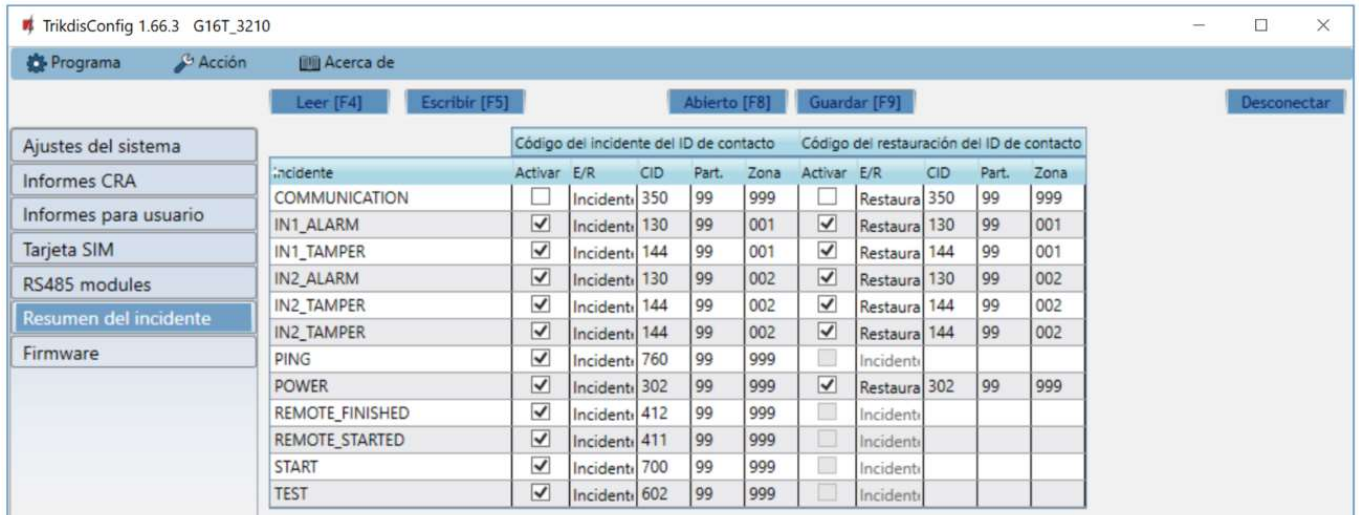 TrikdisConfig 1.66.3 G16T_3210
Programa Acción Acerca de
Leer [F4] Escribir [F5] Abierto [F8] Guardar [F9] Desconectar
Ajustes del sistema
Informes CRA
Informes para usuario
Tarjeta SIM
RS485 modules
Resumen del incidente
Firmware
Código del incidente del ID de contacto Código del restauración del ID de contacto
Incidente Activar E/R CID Part. Zona Activar E/R CID Part. Zona
COMMUNICATION Incident 350 99 999 Restaura 350 99 999
IN1_ALARM Incident 130 99 001 Restaura 130 99 001
IN1_TAMPER Incident 144 99 001 Restaura 144 99 001
IN2_ALARM Incident 130 99 002 Restaura 130 99 002
IN2_TAMPER Incident 144 99 002 Restaura 144 99 002
IN2_TAMPER Incident 144 99 002 Restaura 144 99 002
PING Incident 760 99 999 Incident
POWER Incident 302 99 999 Restaura 302 99 999
REMOTE_FINISHED Incident 412 99 999 Incident
REMOTE_STARTED Incident 411 99 999 Incident
START Incident 700 99 999 Incident
TEST Incident 602 99 999 Incident